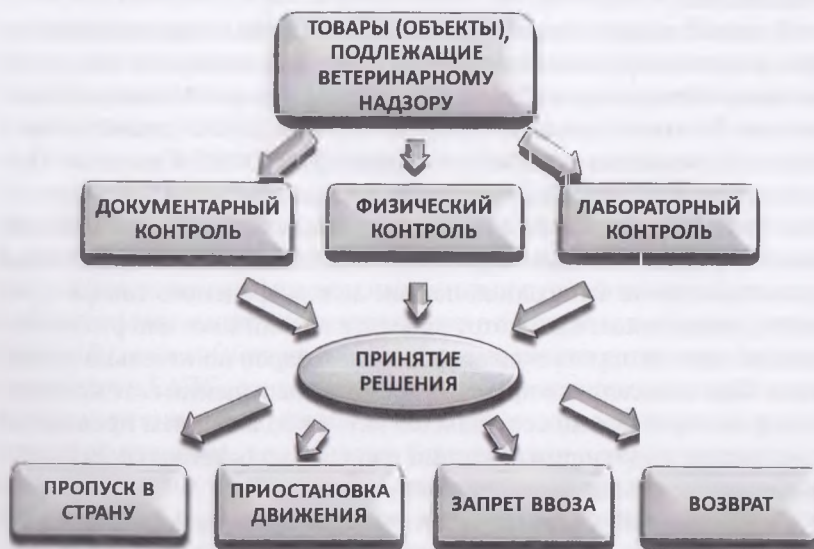 ТОВАРЫ (ОБЪЕКТЫ),
ПОДЛЕЖАЩИЕ
ВЕТЕРИНАРНОМУ
НАДЗОРУ
ДОКУМЕНТАРНЫЙ
КОНТРОЛЬ
ФИЗИЧЕСКИЙ
КОНТРОЛЬ
ЛАБОРАТОРНЫЙ
КОНТРОЛЬ
ПРИНЯТИЕ
РЕШЕНИЯ
ПРОПУСК В
СТРАНУ
ПРИОСТАНОВКА
ДВИЖЕНИЯ
ЗАПРЕТ ВВОЗА
ВОЗВРАТ